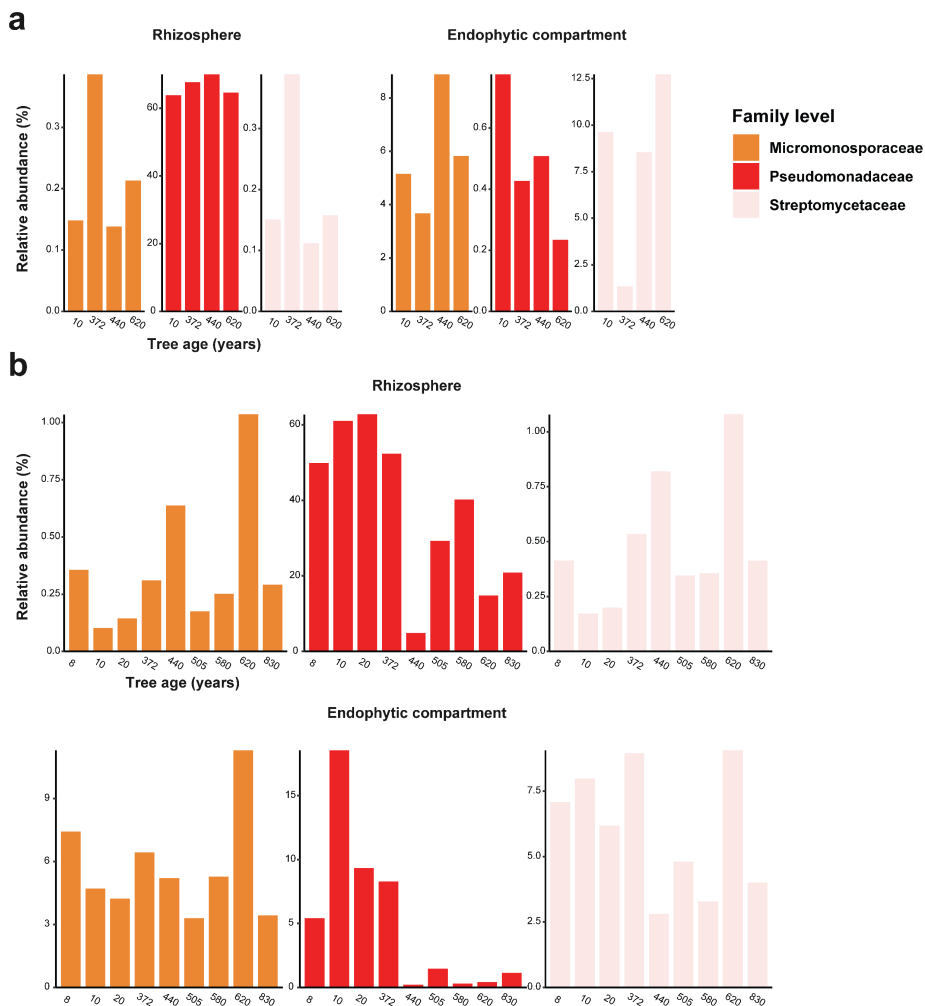 a
Rhizosphere
Endophytic compartment
Relative abundance (%)
0.3
0.2
0.1
0.0
10 372 440 620
60
40
20
0
10 372 440 620
0.3
0.2
0.1
0.0
10 372 440 620
8
6
4
2
0
10 372 440 620
0.6
0.4
0.2
0.0
10 372 440 620
12.5
10.0
7.5
5.0
2.5
0.0
10 372 440 620
Tree age (years)
Family level
Micromonosporaceae
Pseudomonadaceae
Streptomycetaceae
b
Rhizosphere
Relative abundance (%)
1.00
0.75
0.50
0.25
0.0
8 10 20 372 440 505 580 620 830
60
40
20
0
8 10 20 372 440 505 580 620 830
1.00
0.75
0.50
0.25
0.0
8 10 20 372 440 505 580 620 830
Tree age (years)
Endophytic compartment
9
6
3
0
8 10 20 372 440 505 580 620 830
15
10
5
0
8 10 20 372 440 505 580 620 830
7.5
5.0
2.5
0.0
8 10 20 372 440 505 580 620 830